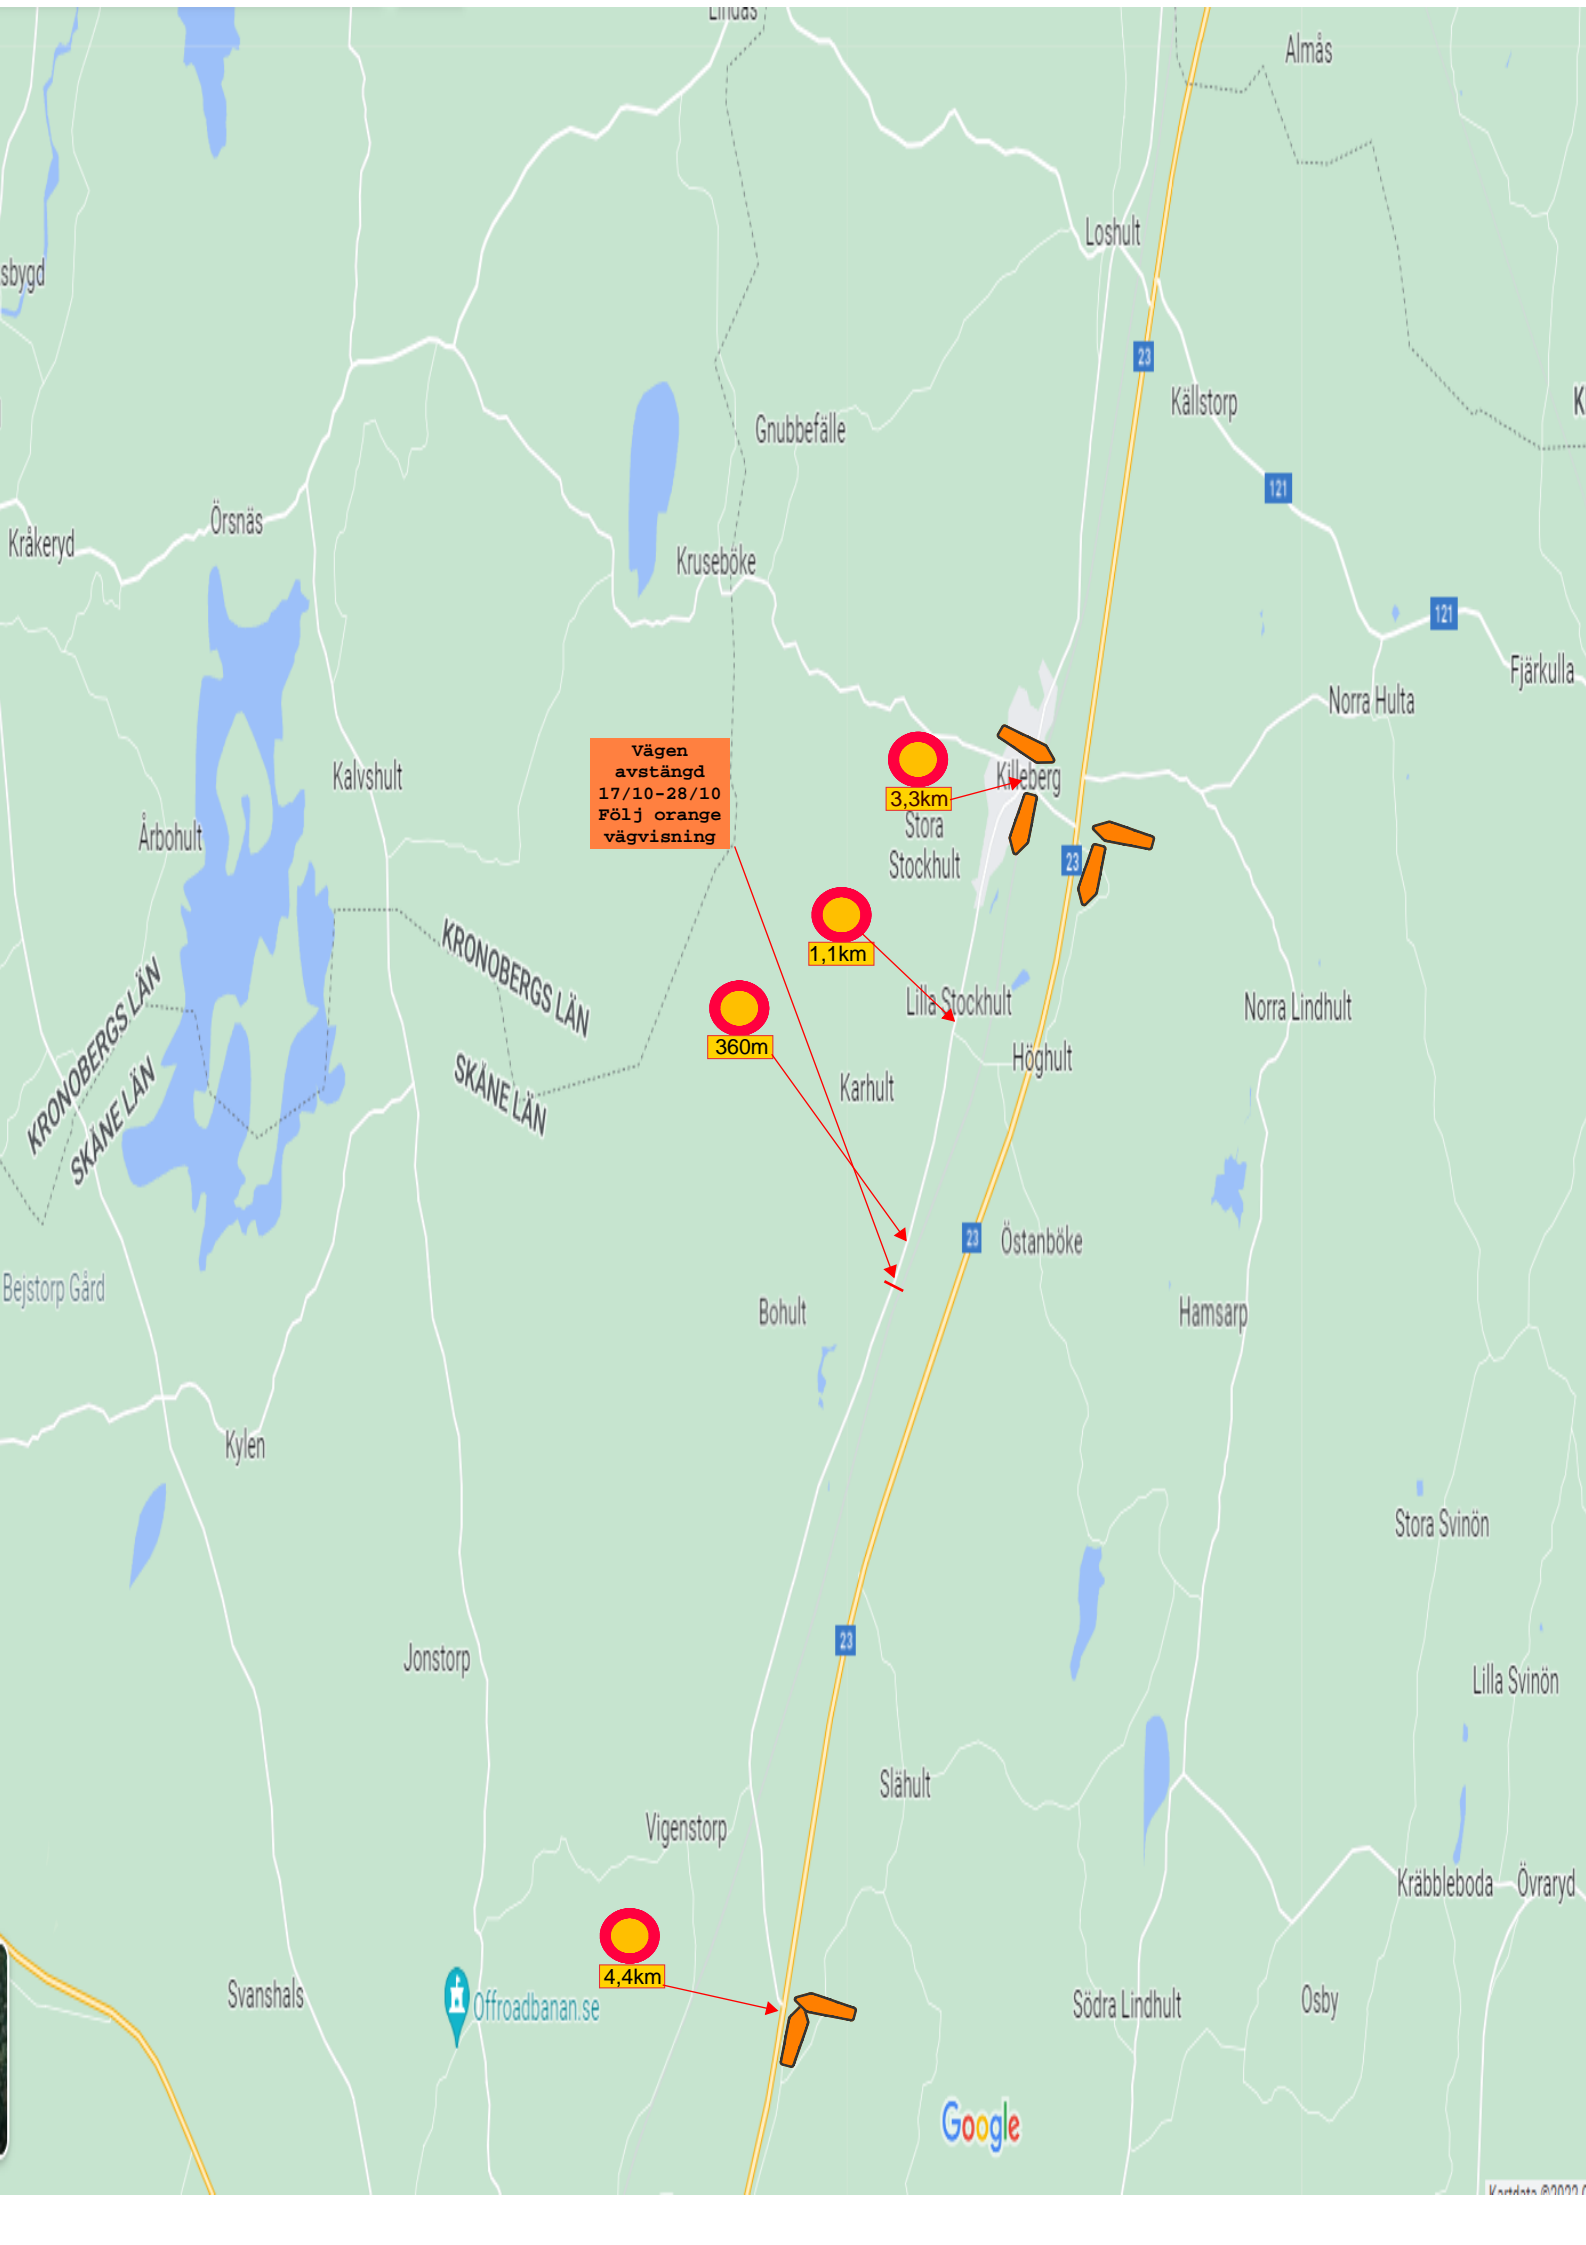 Almås
Loshult
sbygd
23
Källstorp
Gnubbefälle
121
Örsnäs
Kråkeryd
Kruseböke
121
Fjärkulla
Norra Hulta
Vägen
avstängd
17/10-28/10
Följ orange
vägvisning
Kalvshult
Killeberg
3,3km
Stora
Stockhult
Årbohult
23
KRONOBERGS LÄN
1,1km
Lilla Stockhult
Norra Lindhult
KRONOBERGS LÄN
360m
Höghult
SKÅNE LÄN
Karhult
SKÅNE LÄN
23
Östanböke
Bejstorp Gård
Bohult
Hamsarp
Kylen
Stora Svinön
23
Jonstorp
Lilla Svinön
Slähult
Vigenstorp
Kräbbleboda
Övraryd
4,4km
Svanshals
Offroadbanan.se
Södra Lindhult
Osby
Google